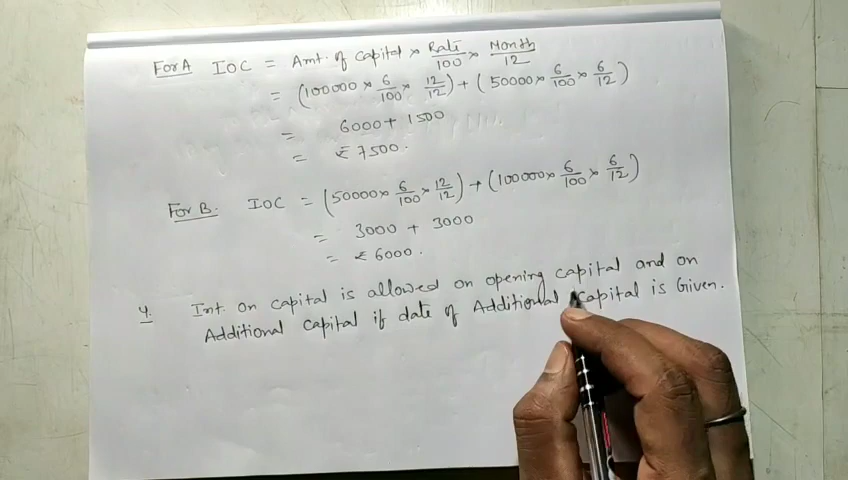 For A IoC = Amt. of Capital × Rate/100 × Month/12
= (100000 × 6/100 × 12/12) + (50000 × 6/100 × 6/12)
= 6000 + 1500
= ₹ 7500.
For B. IoC = (50000 × 6/100 × 12/12) + (100000 × 6/100 × 6/12)
= 3000 + 3000
= ₹ 6000.
4. Int. on capital is allowed on opening capital and on
Additional Capital if date of Additional Capital is Given.